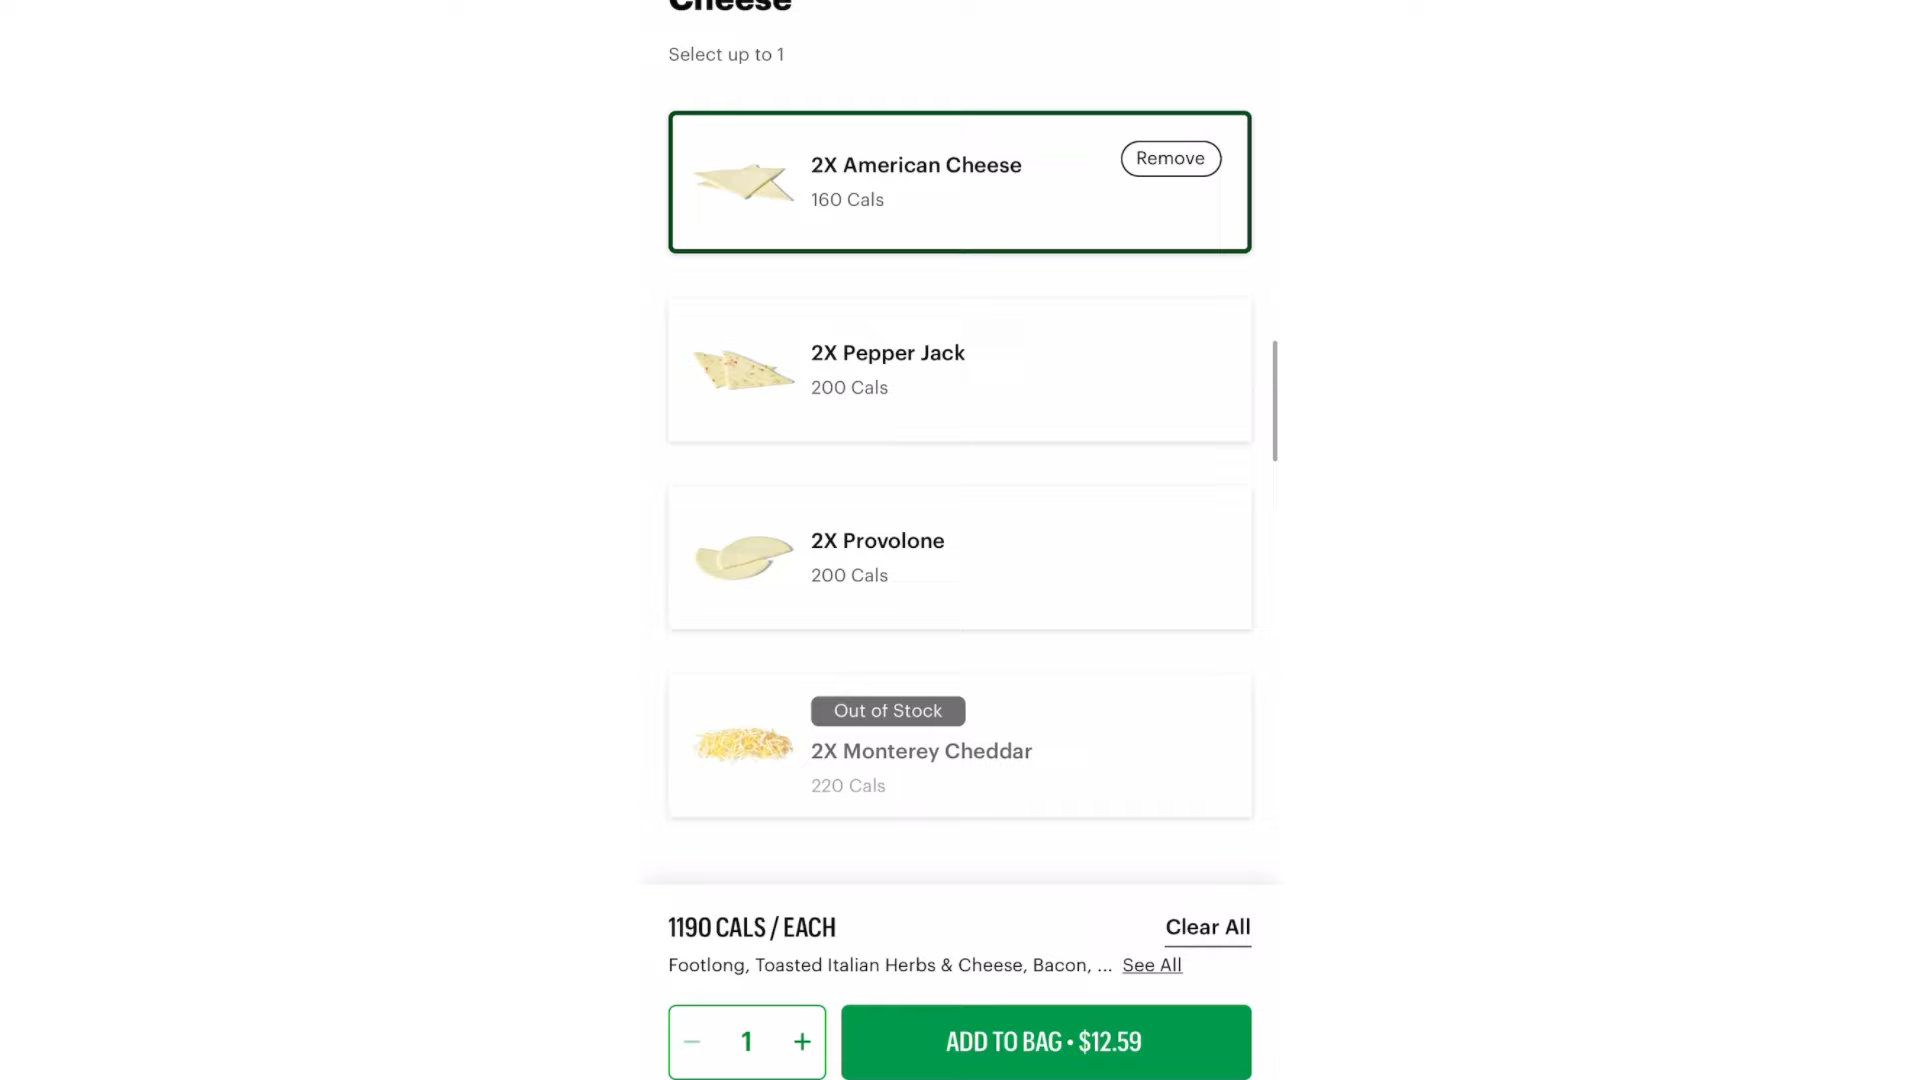 Cheese
Select up to 1
2X American Cheese
Remove
160 Cals
2X Pepper Jack
200 Cals
2X Provolone
200 Cals
Out of Stock
2X Monterey Cheddar
220 Cals
1190 CALS / EACH
Clear All
Footlong, Toasted Italian Herbs & Cheese, Bacon, ... See All
− 1 +
ADD TO BAG • $12.59